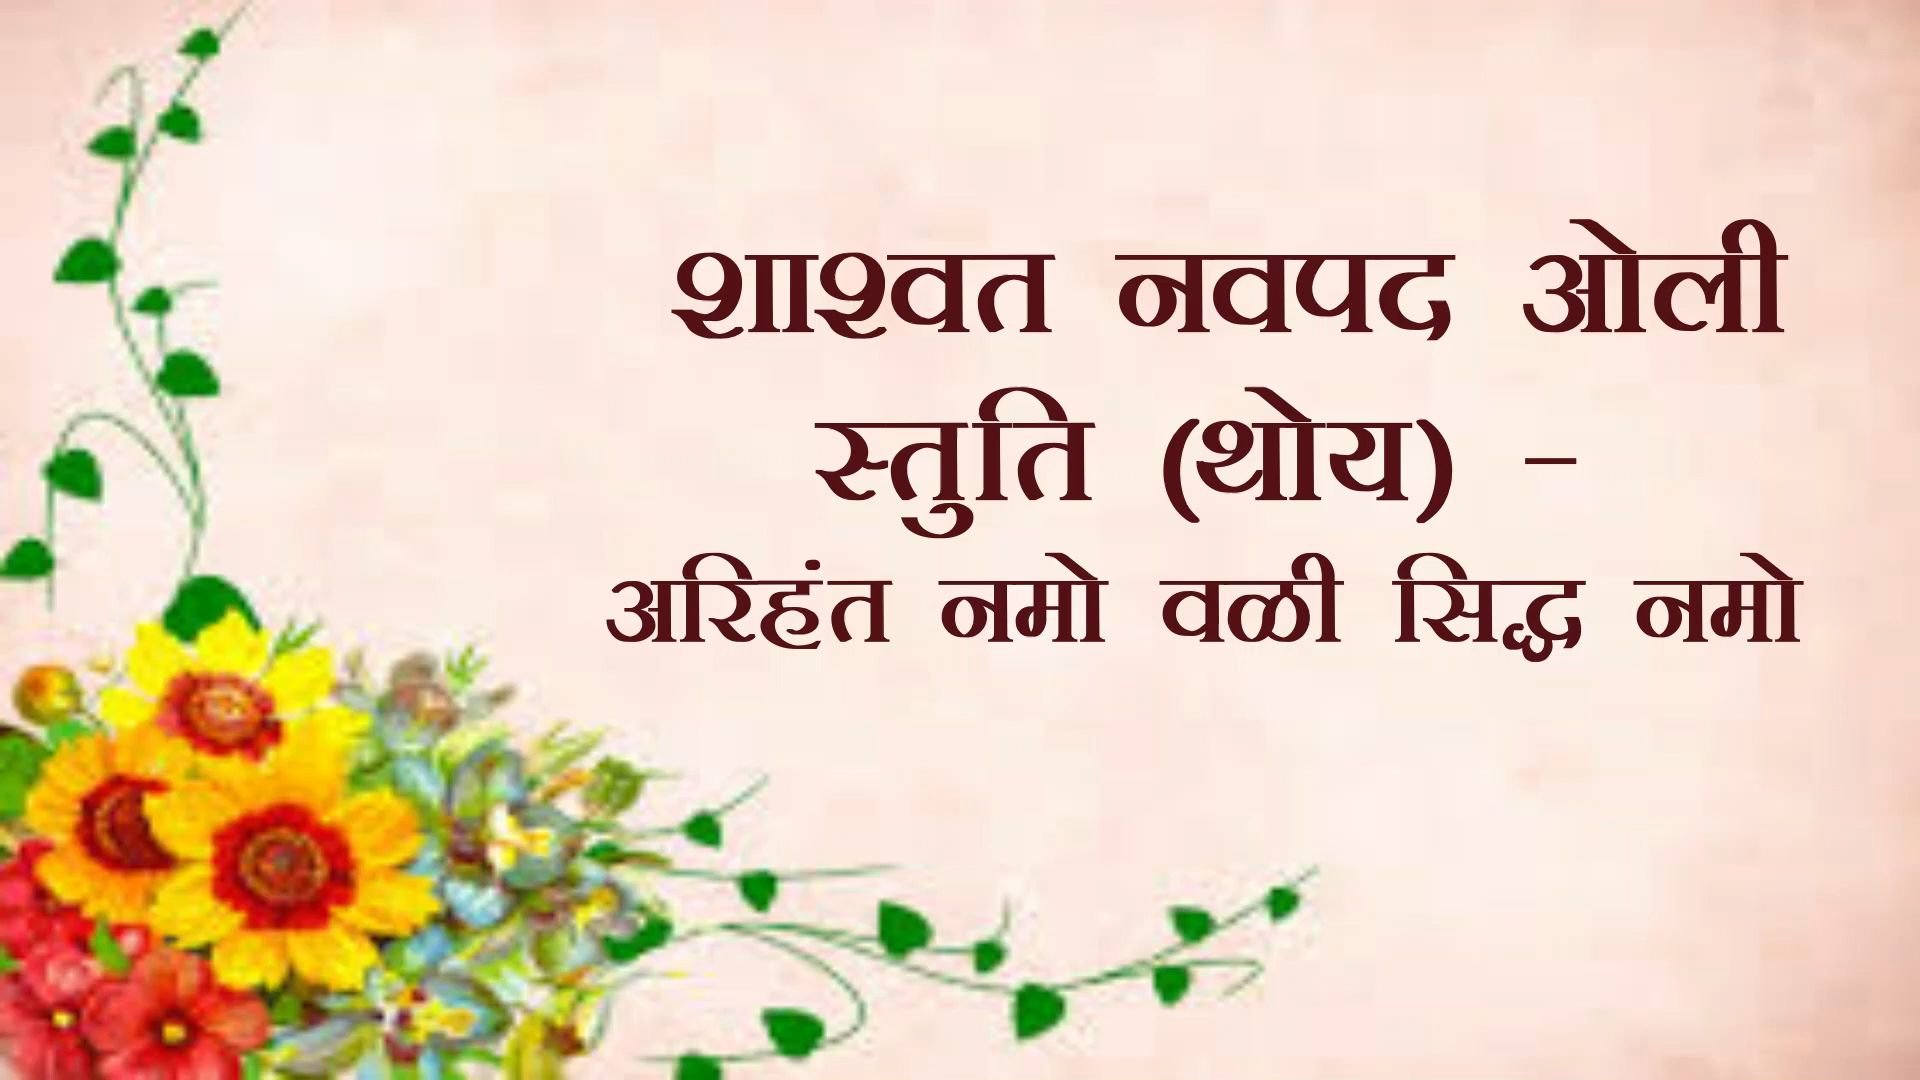 शाश्वत नवपद ओली
स्तुति (थोय) -
अरिहंत नमो वळी सिद्ध नमो